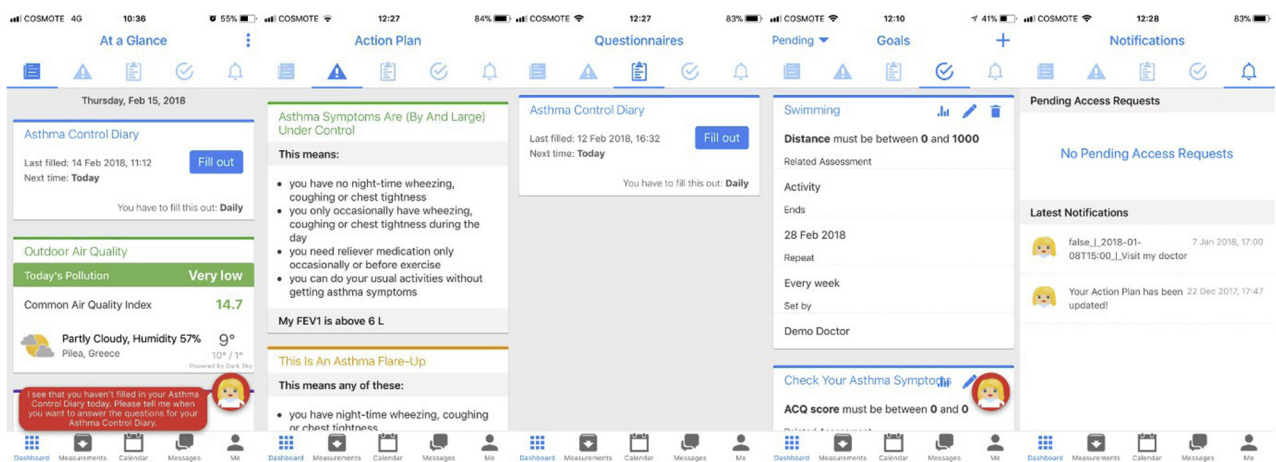 COSMOTE 4G 10:36 55%
At a Glance
Thursday, Feb 15, 2018
Asthma Control Diary
Last filled: 14 Feb 2018, 11:12
Next time: Today
Fill out
You have to fill this out: Daily
Outdoor Air Quality
Today's Pollution Very low
Common Air Quality Index 14.7
Partly Cloudy, Humidity 57% 9°
Pilea, Greece 10° / 1°
Powered by Dark Sky
I see that you haven't filled in your Asthma
Control Diary today. Please tell me when
you want to answer the questions for your
Asthma Control Diary.
Dashboard Measurements Calendar Messages Me
COSMOTE 12:27 84%
Action Plan
Asthma Symptoms Are (By And Large)
Under Control
This means:
• you have no night-time wheezing,
coughing or chest tightness
• you only occasionally have wheezing,
coughing or chest tightness during the
day
• you need reliever medication only
occasionally or before exercise
• you can do your usual activities without
getting asthma symptoms
My FEV1 is above 6 L
This Is An Asthma Flare-Up
This means any of these:
• you have night-time wheezing, coughing
or chest tightness
Dashboard Measurements Calendar Messages Me
COSMOTE 12:27 83%
Questionnaires
Asthma Control Diary
Last filled: 12 Feb 2018, 16:32
Next time: Today
Fill out
You have to fill this out: Daily
Dashboard Measurements Calendar Messages Me
COSMOTE 12:10 41%
Pending Goals +
Swimming
Distance must be between 0 and 1000
Related Assessment
Activity
Ends
28 Feb 2018
Repeat
Every week
Set by
Demo Doctor
Check Your Asthma Symptoms
ACQ score must be between 0 and 0
Related Assessment
Dashboard Measurements Calendar Messages Me
COSMOTE 12:28 83%
Notifications
Pending Access Requests
No Pending Access Requests
Latest Notifications
false_|_2018-01- 7 Jan 2018, 17:00
08T15:00_|_Visit my doctor
Your Action Plan has been 22 Dec 2017, 17:47
updated!
Dashboard Measurements Calendar Messages Me